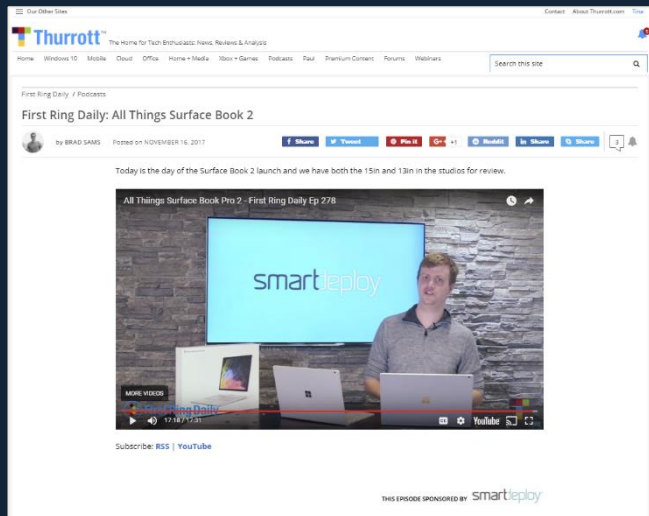 Our Other Sites
Contact About Thurrott.com Tina
Thurrott™ The Home for Tech Enthusiasts: News, Reviews & Analysis
Home Windows 10 Mobile Cloud Office Home + Media Xbox + Games Podcasts Paul Premium Content Forums Webinars
Search this site
First Ring Daily / Podcasts
First Ring Daily: All Things Surface Book 2
by BRAD SAMS Posted on NOVEMBER 16, 2017
Share Tweet Pin it G+ +1 Reddit in Share Share 3
Today is the day of the Surface Book 2 launch and we have both the 15in and 13in in the studios for review.
All Thiings Surface Book Pro 2 - First Ring Daily Ep 278
smartdeploy
MORE VIDEOS
First Ring Daily
17:18 / 17:31
YouTube
Subscribe: RSS | YouTube
THIS EPISODE SPONSORED BY smartdeploy